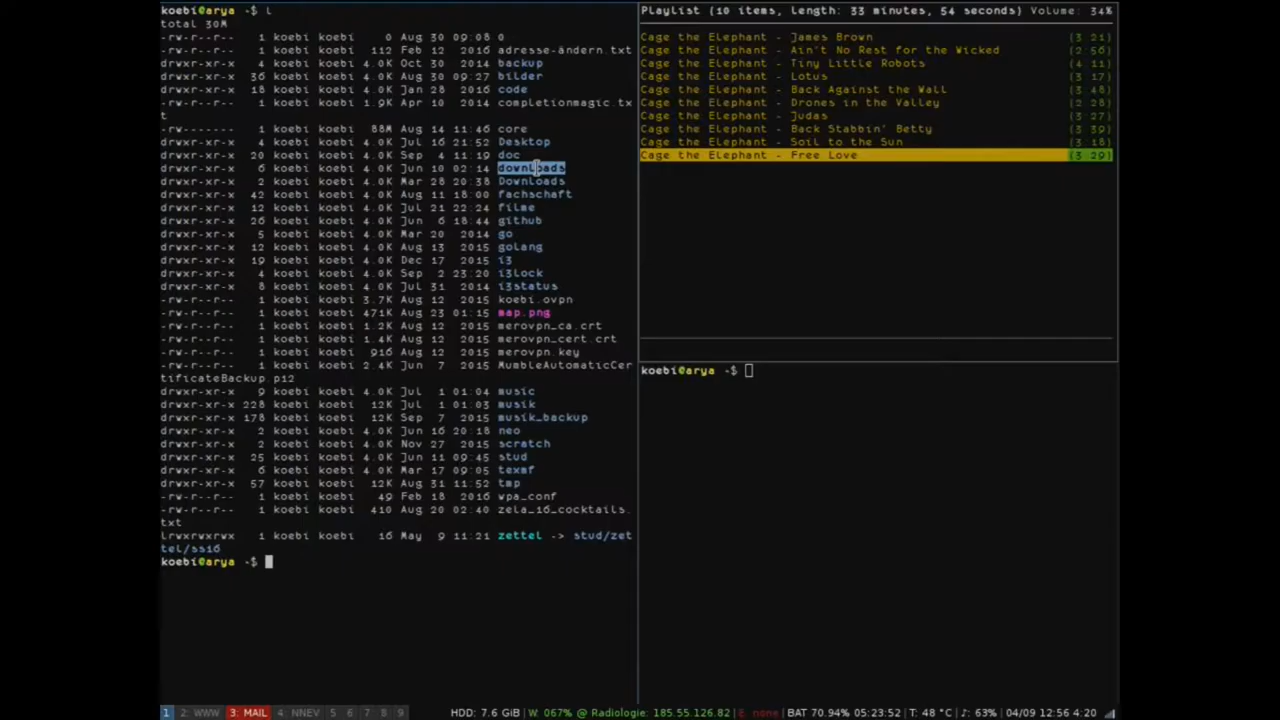 koebi@arya ~$ l
total 30M
-rw-r--r-- 1 koebi koebi 0 Aug 30 09:08 0
-rw-r--r-- 1 koebi koebi 112 Feb 12 2016 adresse-ändern.txt
drwxr-xr-x 4 koebi koebi 4.0K Oct 30 2014 backup
drwxr-xr-x 36 koebi koebi 4.0K Aug 30 09:27 bilder
drwxr-xr-x 18 koebi koebi 4.0K Jan 28 2016 code
-rw-r--r-- 1 koebi koebi 1.9K Apr 10 2014 completionmagic.tx
t
-rw------- 1 koebi koebi 88M Aug 14 11:46 core
drwxr-xr-x 2 koebi koebi 4.0K Jul 16 21:52 Desktop
drwxr-xr-x 20 koebi koebi 4.0K Sep 4 11:19 doc
drwxr-xr-x 6 koebi koebi 4.0K Jun 10 02:14 downloads
drwxr-xr-x 2 koebi koebi 4.0K Mar 28 20:38 Downloads
drwxr-xr-x 42 koebi koebi 4.0K Aug 11 18:00 fachschaft
drwxr-xr-x 12 koebi koebi 4.0K Jul 21 22:24 filme
drwxr-xr-x 26 koebi koebi 4.0K Jun 6 18:44 github
drwxr-xr-x 5 koebi koebi 4.0K Mar 20 2014 go
drwxr-xr-x 12 koebi koebi 4.0K Aug 13 2015 golang
drwxr-xr-x 19 koebi koebi 4.0K Dec 17 2015 i3
drwxr-xr-x 4 koebi koebi 4.0K Sep 2 23:20 i3lock
drwxr-xr-x 8 koebi koebi 4.0K Jul 31 2014 i3status
-rw-r--r-- 1 koebi koebi 3.7K Aug 12 2015 koebi.ovpn
-rw-r--r-- 1 koebi koebi 471K Aug 23 01:15 map.png
-rw-r--r-- 1 koebi koebi 1.2K Aug 12 2015 merovpn_ca.crt
-rw-r--r-- 1 koebi koebi 1.4K Aug 12 2015 merovpn_cert.crt
-rw-r--r-- 1 koebi koebi 916 Aug 12 2015 merovpn.key
-rw-r--r-- 1 koebi koebi 2.4K Jun 7 2015 MumbleAutomaticCer
tificateBackup.p12
drwxr-xr-x 9 koebi koebi 4.0K Jul 1 01:04 music
drwxr-xr-x 228 koebi koebi 12K Jul 1 01:03 musik
drwxr-xr-x 178 koebi koebi 12K Sep 7 2015 musik_backup
drwxr-xr-x 2 koebi koebi 4.0K Jun 16 20:18 neo
drwxr-xr-x 2 koebi koebi 4.0K Nov 27 2015 scratch
drwxr-xr-x 25 koebi koebi 4.0K Jun 11 09:45 stud
drwxr-xr-x 6 koebi koebi 4.0K Mar 17 09:05 texmf
drwxr-xr-x 57 koebi koebi 12K Aug 31 11:52 tmp
-rw-r--r-- 1 koebi koebi 49 Feb 18 2016 wpa_conf
-rw-r--r-- 1 koebi koebi 410 Aug 20 02:40 zela_16_cocktails.
txt
lrwxrwxrwx 1 koebi koebi 16 May 9 11:21 zettel -> stud/zet
tel/ss16
koebi@arya ~$
Playlist (10 items, length: 33 minutes, 54 seconds) Volume: 34%
Cage the Elephant - James Brown (3:21)
Cage the Elephant - Ain't No Rest for the Wicked (2:56)
Cage the Elephant - Tiny Little Robots (4:11)
Cage the Elephant - Lotus (3:17)
Cage the Elephant - Back Against the Wall (3:48)
Cage the Elephant - Drones in the Valley (2:28)
Cage the Elephant - Judas (3:27)
Cage the Elephant - Back Stabbin' Betty (3:39)
Cage the Elephant - Soil to the Sun (3:18)
Cage the Elephant - Free Love (3:29)
koebi@arya ~$
1 2: WWW 3: MAIL 4: NNEV 5 6 7 8 9 HDD: 7.6 GiB W: 067% @ Radiologie: 185.55.126.82 E: none BAT 70.94% 05:23:52 T: 48 °C ♪: 63% 04/09 12:56 4:20